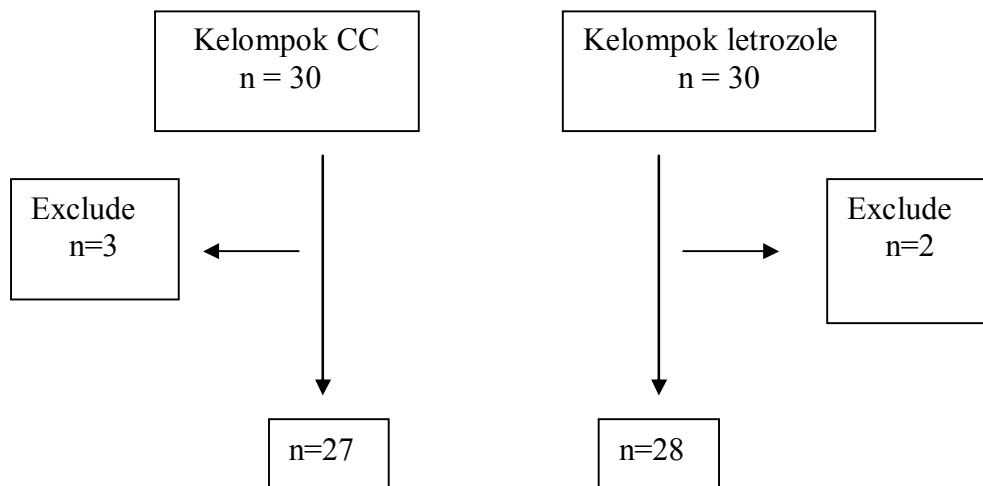 Kelompok CC
n = 30
Kelompok letrozole
n = 30
Exclude
n=3
Exclude
n=2
n=27
n=28